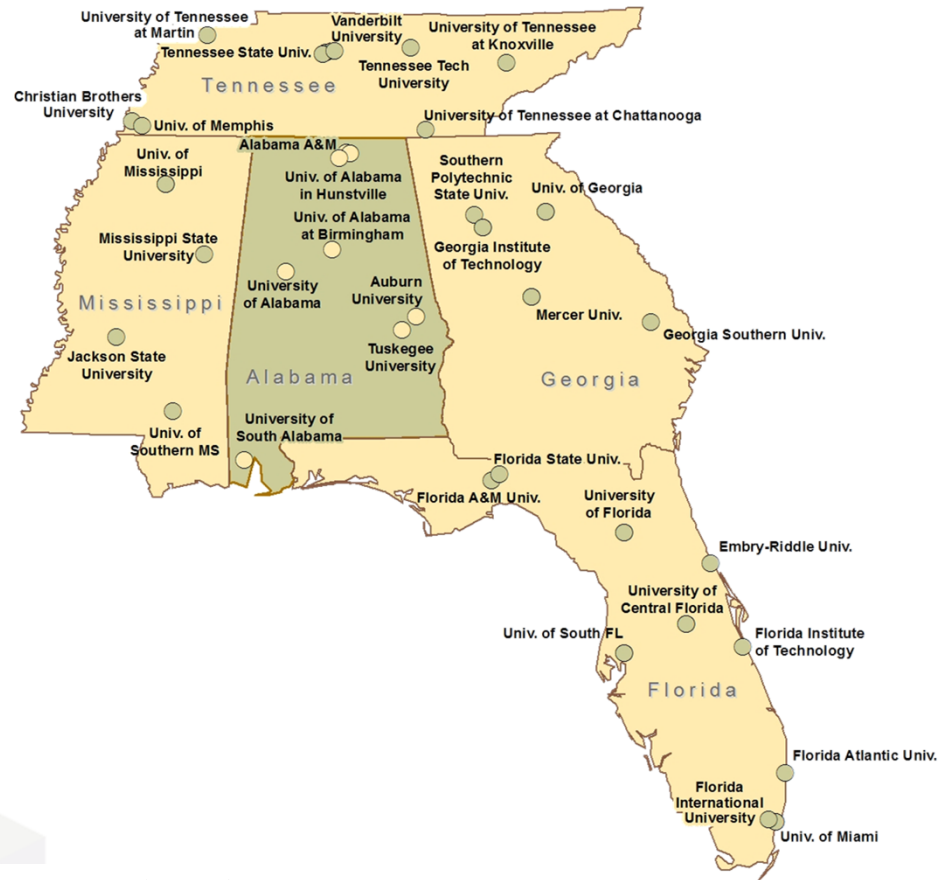 University of Tennessee
at Martin
Vanderbilt
University
University of Tennessee
at Knoxville
Tennessee State Univ.
Tennessee Tech
University
Tennessee
Christian Brothers
University
Univ. of Memphis
University of Tennessee at Chattanooga
Alabama A&M
Univ. of
Mississippi
Univ. of Alabama
in Hunstville
Southern
Polytechnic
State Univ.
Univ. of Georgia
Univ. of Alabama
at Birmingham
Mississippi State
University
Georgia Institute
of Technology
University
of Alabama
Auburn
University
Mississippi
Mercer Univ.
Georgia Southern Univ.
Jackson State
University
Tuskegee
University
Alabama
Georgia
University of
South Alabama
Univ. of
Southern MS
Florida State Univ.
Florida A&M Univ.
University
of Florida
Embry-Riddle Univ.
University of
Central Florida
Univ. of South FL
Florida Institute
of Technology
Florida
Florida Atlantic Univ.
Florida
International
University
Univ. of Miami